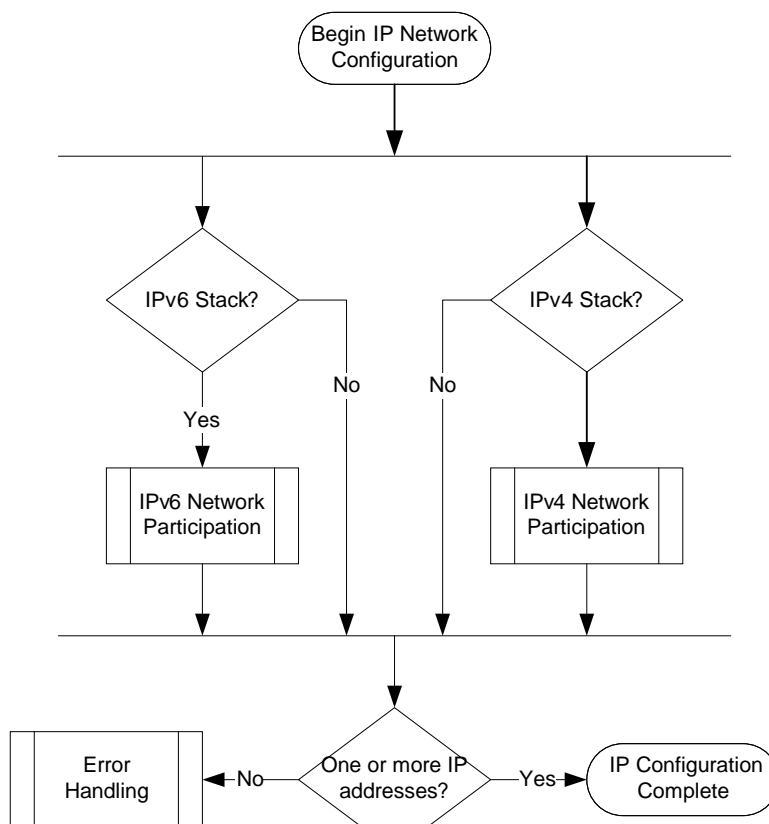 Begin IP Network
Configuration
IPv6 Stack?
IPv4 Stack?
No
No
Yes
IPv6 Network
Participation
IPv4 Network
Participation
Error
Handling
No
One or more IP
addresses?
Yes
IP Configuration
Complete